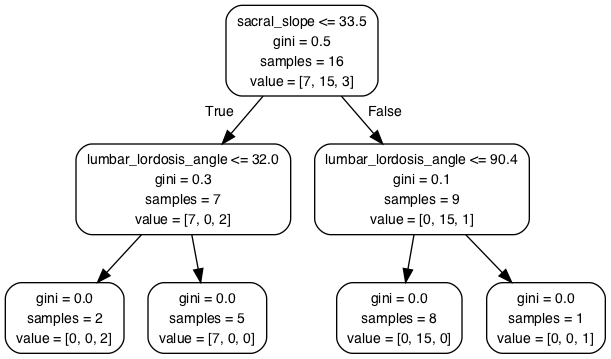 sacral_slope <= 33.5
gini = 0.5
samples = 16
value = [7, 15, 3]
True
False
lumbar_lordosis_angle <= 32.0
gini = 0.3
samples = 7
value = [7, 0, 2]
lumbar_lordosis_angle <= 90.4
gini = 0.1
samples = 9
value = [0, 15, 1]
gini = 0.0
samples = 2
value = [0, 0, 2]
gini = 0.0
samples = 5
value = [7, 0, 0]
gini = 0.0
samples = 8
value = [0, 15, 0]
gini = 0.0
samples = 1
value = [0, 0, 1]